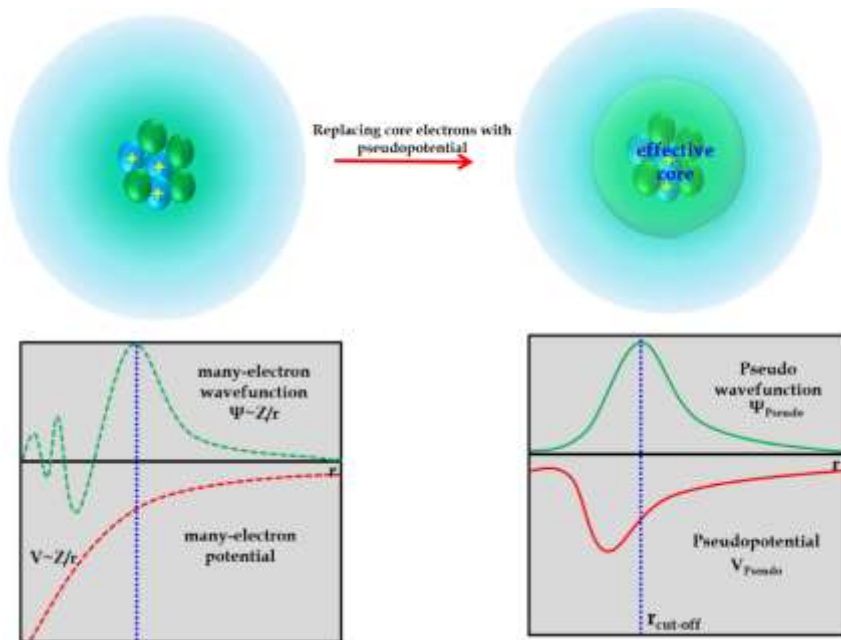 Replacing core electrons with
pseudopotential
+
+
+
effective
core
many-electron
wavefunction
Ψ~Z/r
r
V~Z/r
many-electron
potential
Pseudo
wavefunction
ΨPseudo
r
Pseudopotential
VPseudo
rcut-off